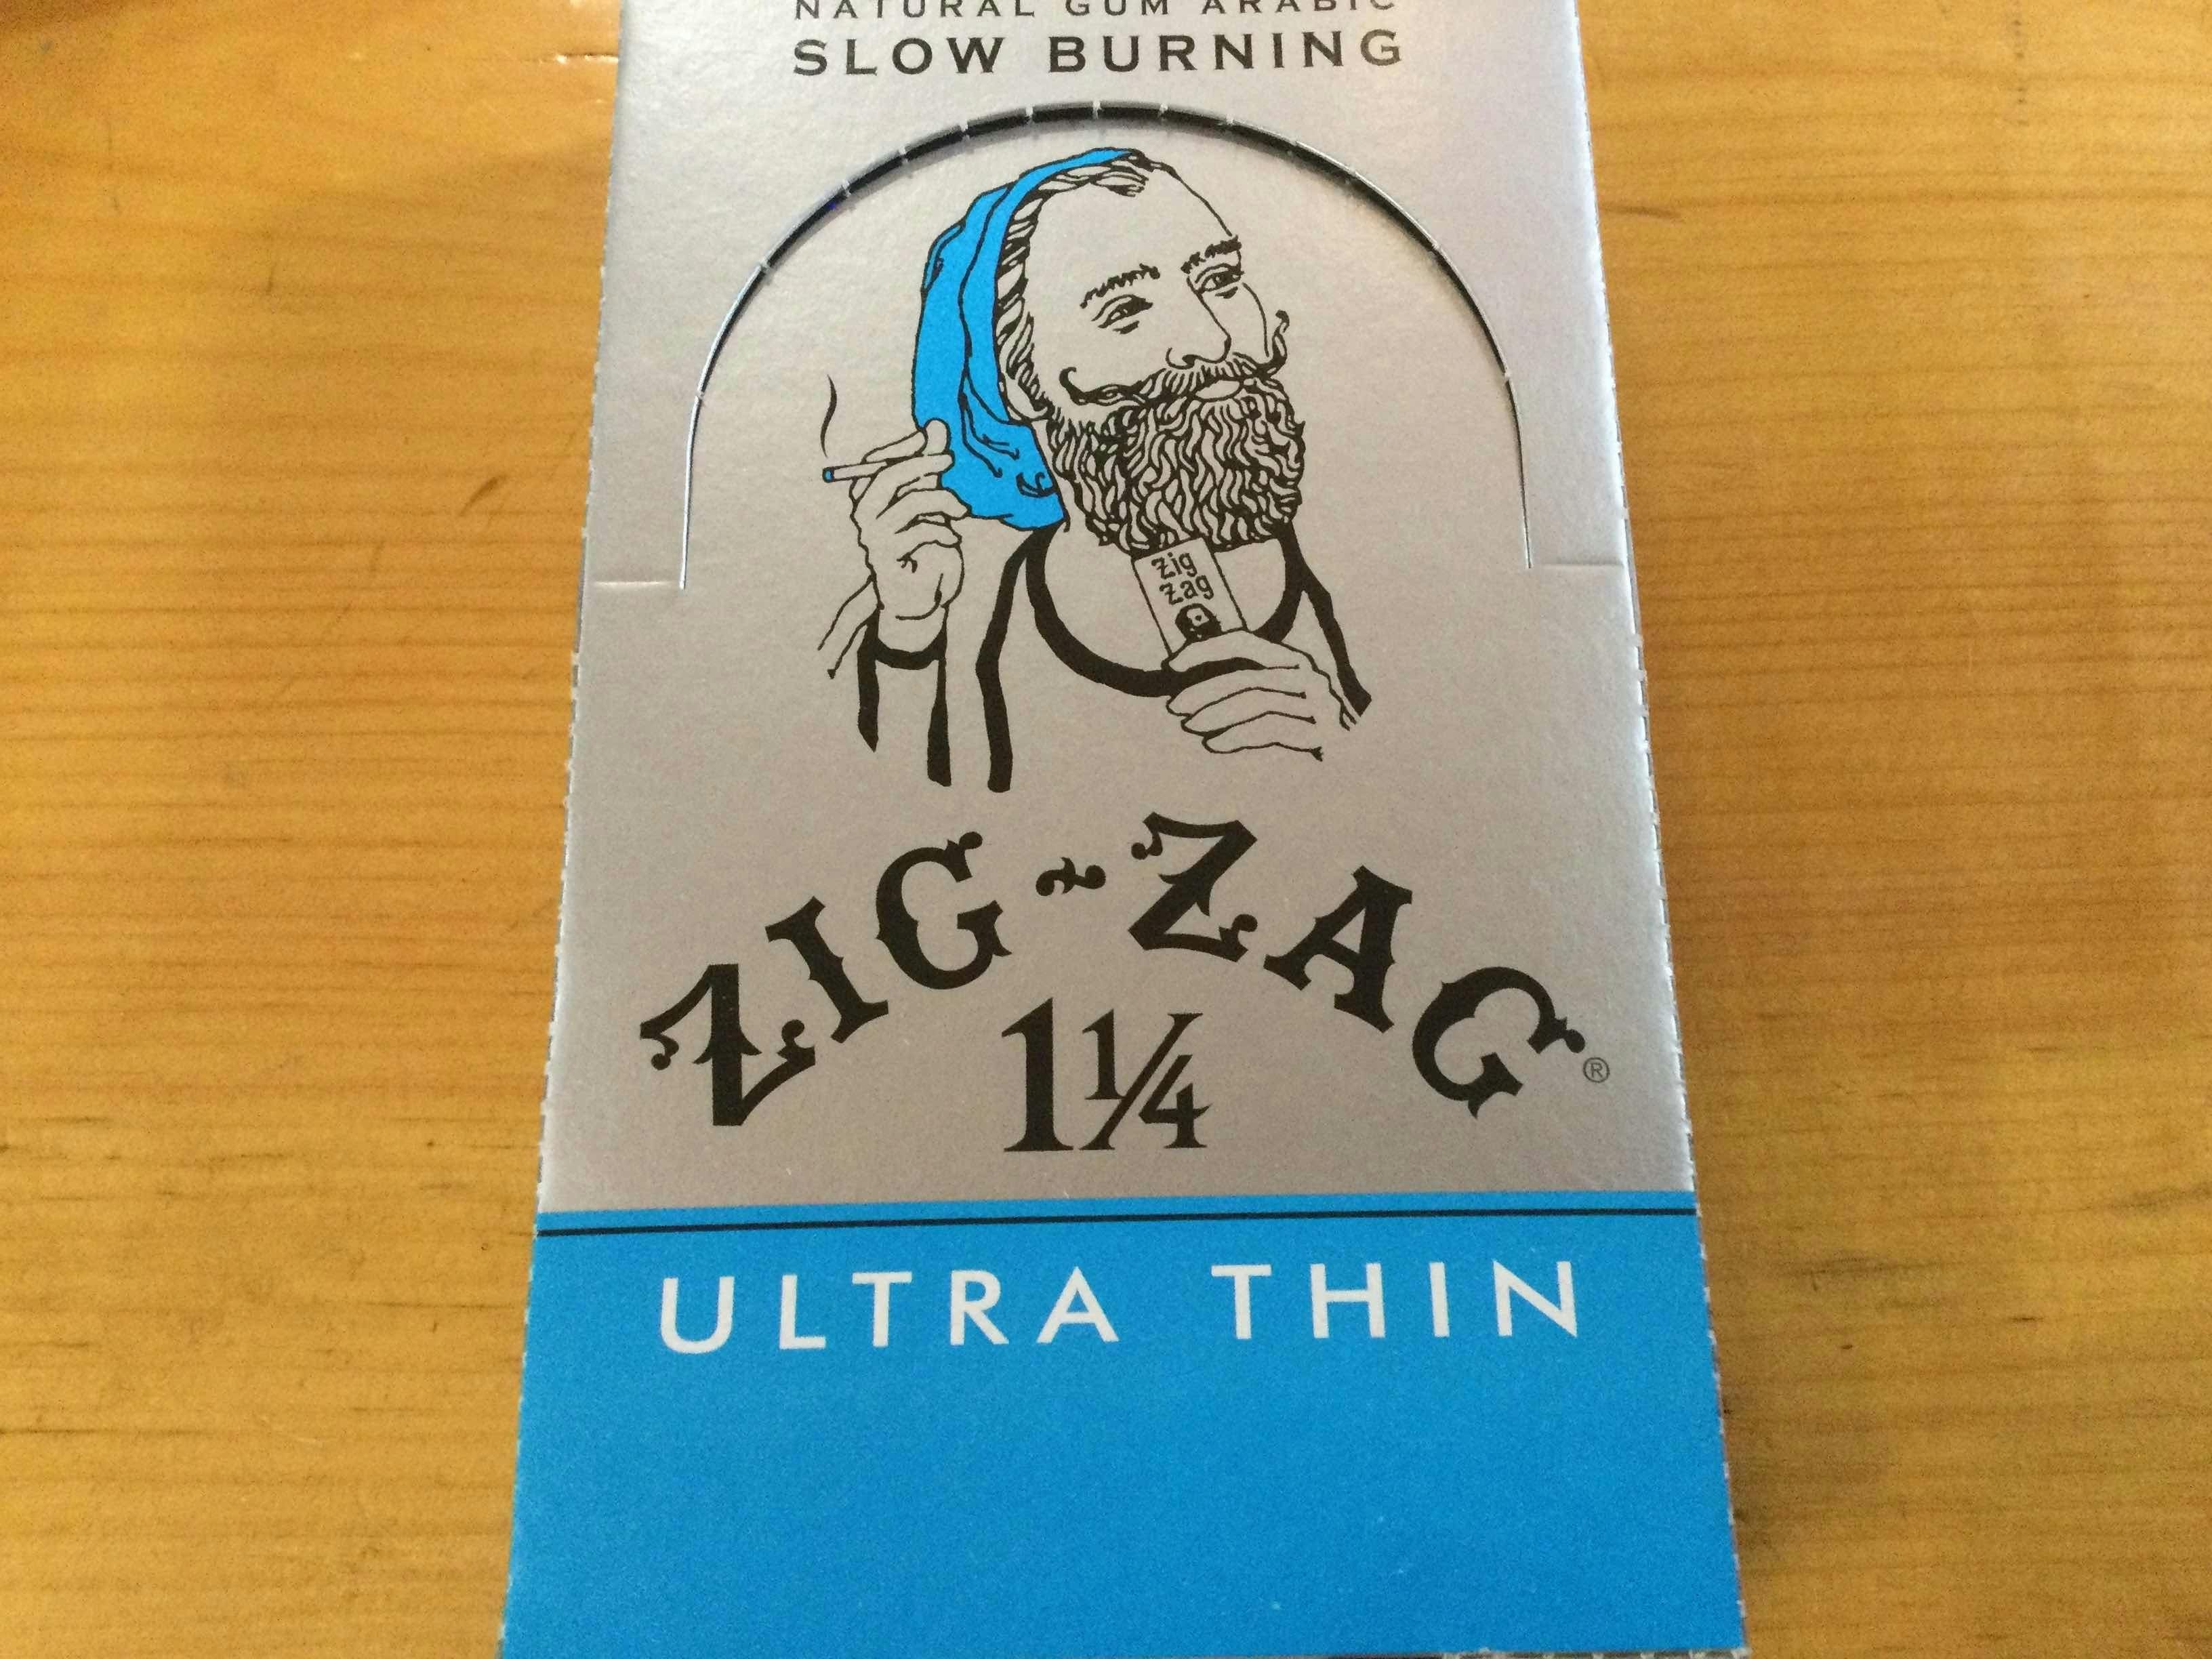 NATURAL GUM ARABIC
SLOW BURNING
zig
zag
ZIG-ZAG®
1¼
ULTRA THIN